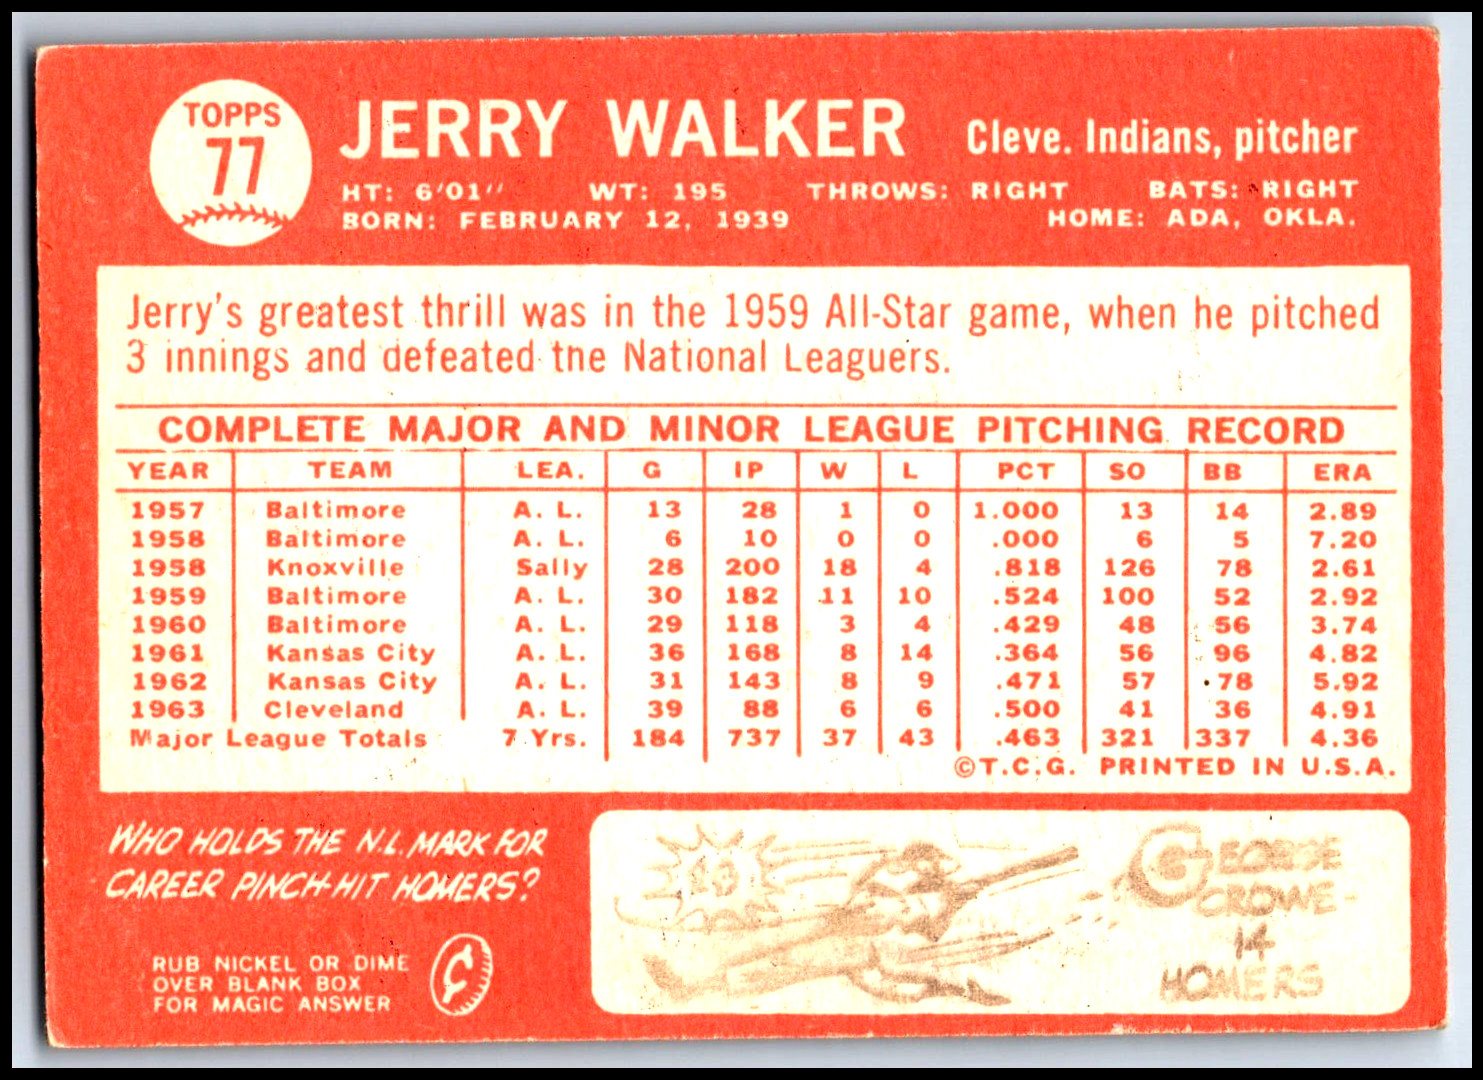 TOPPS
77
JERRY WALKER Cleve. Indians, pitcher
HT: 6'01" WT: 195 THROWS: RIGHT BATS: RIGHT
BORN: FEBRUARY 12, 1939 HOME: ADA, OKLA.
Jerry's greatest thrill was in the 1959 All-Star game, when he pitched
3 innings and defeated the National Leaguers.
COMPLETE MAJOR AND MINOR LEAGUE PITCHING RECORD
YEAR TEAM LEA. G IP W L PCT SO BB ERA
1957 Baltimore A. L. 13 28 1 0 1.000 13 14 2.89
1958 Baltimore A. L. 6 10 0 0 .000 6 5 7.20
1958 Knoxville Sally 28 200 18 4 .818 126 78 2.61
1959 Baltimore A. L. 30 182 11 10 .524 100 52 2.92
1960 Baltimore A. L. 29 118 3 4 .429 48 56 3.74
1961 Kansas City A. L. 36 168 8 14 .364 56 96 4.82
1962 Kansas City A. L. 31 143 8 9 .471 57 78 5.92
1963 Cleveland A. L. 39 88 6 6 .500 41 36 4.91
Major League Totals 7 Yrs. 184 737 37 43 .463 321 337 4.36
©T.C.G. PRINTED IN U.S.A.
WHO HOLDS THE N.L. MARK FOR
CAREER PINCH-HIT HOMERS?
RUB NICKEL OR DIME
OVER BLANK BOX
FOR MAGIC ANSWER
GEORGE
CROWE-
14
HOMERS